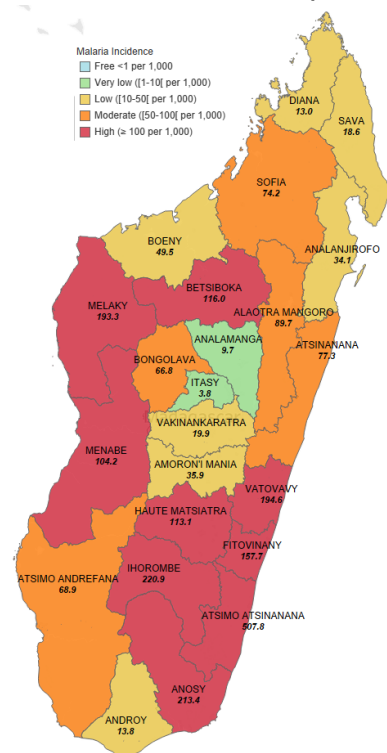 Malaria Incidence
Free <1 per 1,000
Very low ([1-10[ per 1,000)
Low ([10-50[ per 1,000)
Moderate ([50-100[ per 1,000)
High (≥ 100 per 1,000)
DIANA
13.0
SAVA
18.6
SOFIA
74.2
BOENY
49.5
ANALANJIROFO
34.1
BETSIBOKA
116.0
MELAKY
193.3
ALAOTRA MANGORO
89.7
ATSINANANA
77.3
ANALAMANGA
9.7
BONGOLAVA
66.8
ITASY
3.8
VAKINANKARATRA
19.9
MENABE
104.2
AMORON'I MANIA
35.9
VATOVAVY
194.6
HAUTE MATSIATRA
113.1
FITOVINANY
157.7
IHOROMBE
220.9
ATSIMO ANDREFANA
68.9
ATSIMO ATSINANANA
507.8
ANOSY
213.4
ANDROY
13.8